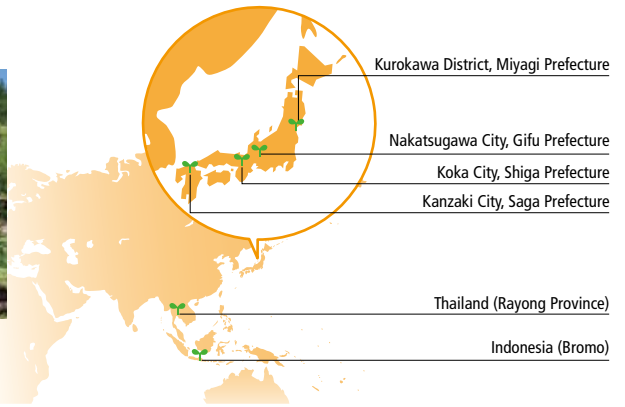 Kurokawa District, Miyagi Prefecture
Nakatsugawa City, Gifu Prefecture
Koka City, Shiga Prefecture
Kanzaki City, Saga Prefecture
Thailand (Rayong Province)
Indonesia (Bromo)